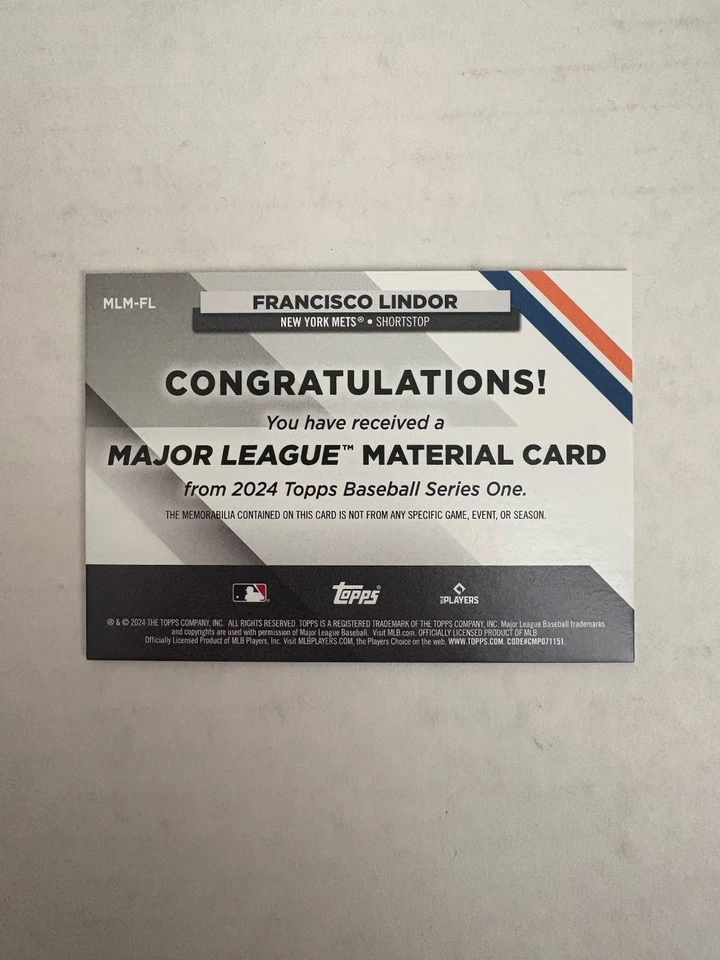 MLM-FL
FRANCISCO LINDOR
NEW YORK METS® • SHORTSTOP
CONGRATULATIONS!
You have received a
MAJOR LEAGUE™ MATERIAL CARD
from 2024 Topps Baseball Series One.
THE MEMORABILIA CONTAINED ON THIS CARD IS NOT FROM ANY SPECIFIC GAME, EVENT, OR SEASON.
Topps PLAYERS
® & © 2024 THE TOPPS COMPANY, INC. ALL RIGHTS RESERVED. TOPPS IS A REGISTERED TRADEMARK OF THE TOPPS COMPANY, INC. Major League Baseball trademarks
and copyrights are used with permission of Major League Baseball. Visit MLB.com. OFFICIALLY LICENSED PRODUCT OF MLB
Officially Licensed Product of MLB Players, Inc. Visit MLBPLAYERS.COM, the Players Choice on the web. WWW.TOPPS.COM. CODE#CMP071151.